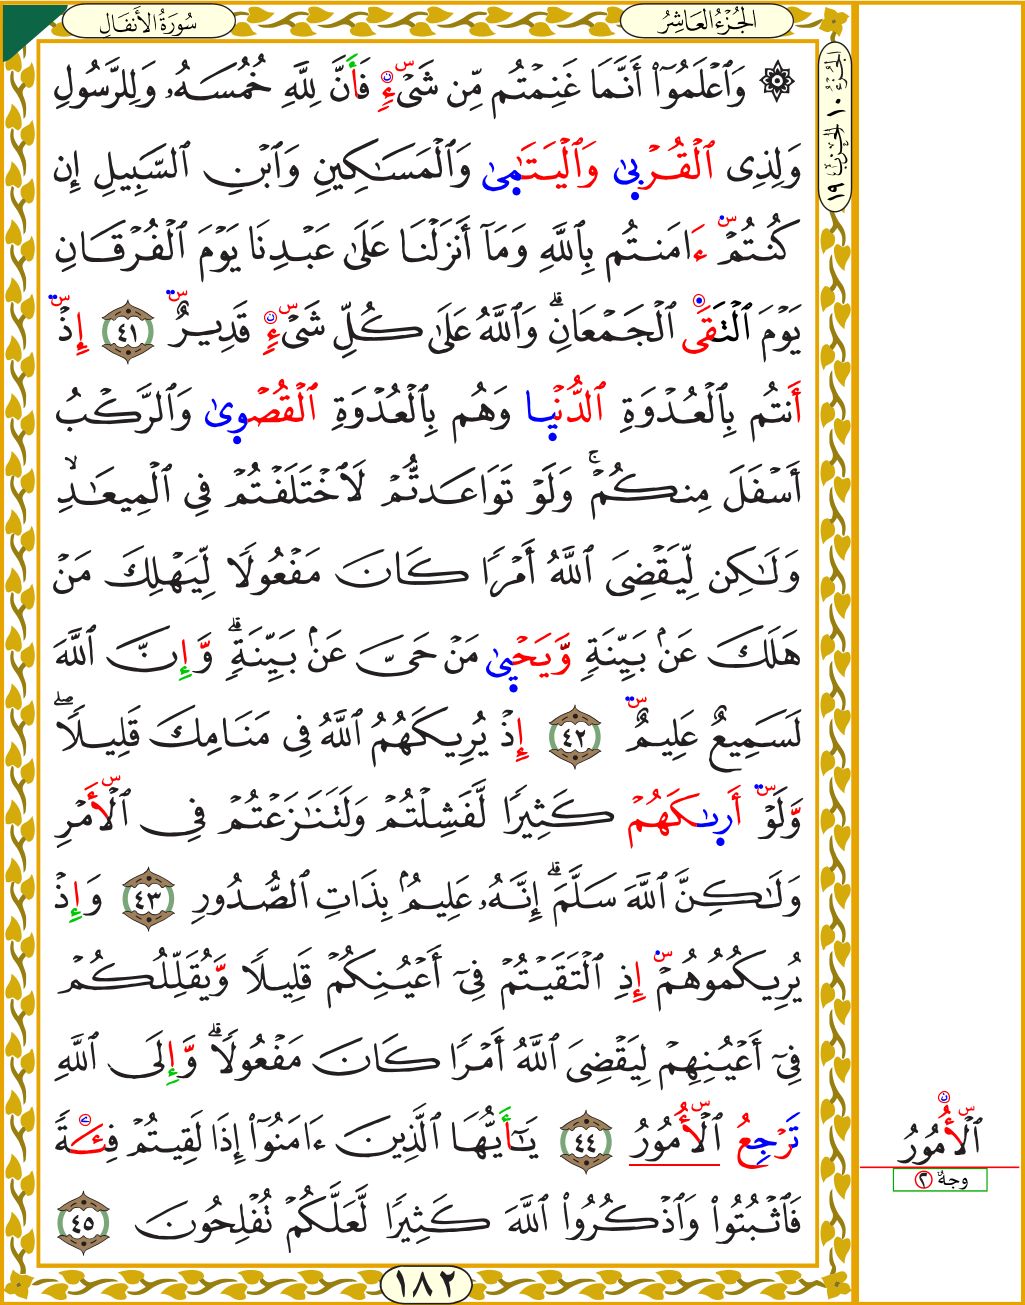 سُورَةُ الأَنفَالِ
الجُزْءُ العَاشِرُ
الجُزْءُ ١٠ الحِزْبُ ١٩
۞ وَٱعْلَمُوٓا۟ أَنَّمَا غَنِمْتُم مِّن شَىْءٍ فَأَنَّ لِلَّهِ خُمُسَهُۥ وَلِلرَّسُولِ
وَلِذِى ٱلْقُرْبَىٰ وَٱلْيَتَٰمَىٰ وَٱلْمَسَٰكِينِ وَٱبْنِ ٱلسَّبِيلِ إِن
كُنتُمْ ءَامَنتُم بِٱللَّهِ وَمَآ أَنزَلْنَا عَلَىٰ عَبْدِنَا يَوْمَ ٱلْفُرْقَانِ
يَوْمَ ٱلْتَقَى ٱلْجَمْعَانِ ۗ وَٱللَّهُ عَلَىٰ كُلِّ شَىْءٍ قَدِيرٌ ٤١ إِذْ
أَنتُم بِٱلْعُدْوَةِ ٱلدُّنْيَا وَهُم بِٱلْعُدْوَةِ ٱلْقُصْوَىٰ وَٱلرَّكْبُ
أَسْفَلَ مِنكُمْ ۚ وَلَوْ تَوَاعَدتُّمْ لَٱخْتَلَفْتُمْ فِى ٱلْمِيعَٰدِ ۙ
وَلَٰكِن لِّيَقْضِىَ ٱللَّهُ أَمْرًا كَانَ مَفْعُولًا لِّيَهْلِكَ مَنْ
هَلَكَ عَنۢ بَيِّنَةٍ وَّيَحْيَىٰ مَنْ حَىَّ عَنۢ بَيِّنَةٍ ۗ وَّإِنَّ ٱللَّهَ
لَسَمِيعٌ عَلِيمٌ ٤٢ إِذْ يُرِيكَهُمُ ٱللَّهُ فِى مَنَامِكَ قَلِيلًا ۖ
وَّلَوْ أَرَىٰكَهُمْ كَثِيرًا لَّفَشِلْتُمْ وَلَتَنَٰزَعْتُمْ فِى ٱلْأَمْرِ
وَلَٰكِنَّ ٱللَّهَ سَلَّمَ ۗ إِنَّهُۥ عَلِيمٌۢ بِذَاتِ ٱلصُّدُورِ ٤٣ وَإِذْ
يُرِيكُمُوهُمْ إِذِ ٱلْتَقَيْتُمْ فِىٓ أَعْيُنِكُمْ قَلِيلًا وَّيُقَلِّلُكُمْ
فِىٓ أَعْيُنِهِمْ لِيَقْضِىَ ٱللَّهُ أَمْرًا كَانَ مَفْعُولًا ۗ وَّإِلَى ٱللَّهِ
تَرْجِعُ ٱلْأُمُورُ ٤٤ يَٰٓأَيُّهَا ٱلَّذِينَ ءَامَنُوٓا۟ إِذَا لَقِيتُمْ فِئَةً
فَٱثْبُتُوا۟ وَٱذْكُرُوا۟ ٱللَّهَ كَثِيرًا لَّعَلَّكُمْ تُفْلِحُونَ ٤٥
ٱلْأُمُورُ
وجهٌ ٢
١٨٢